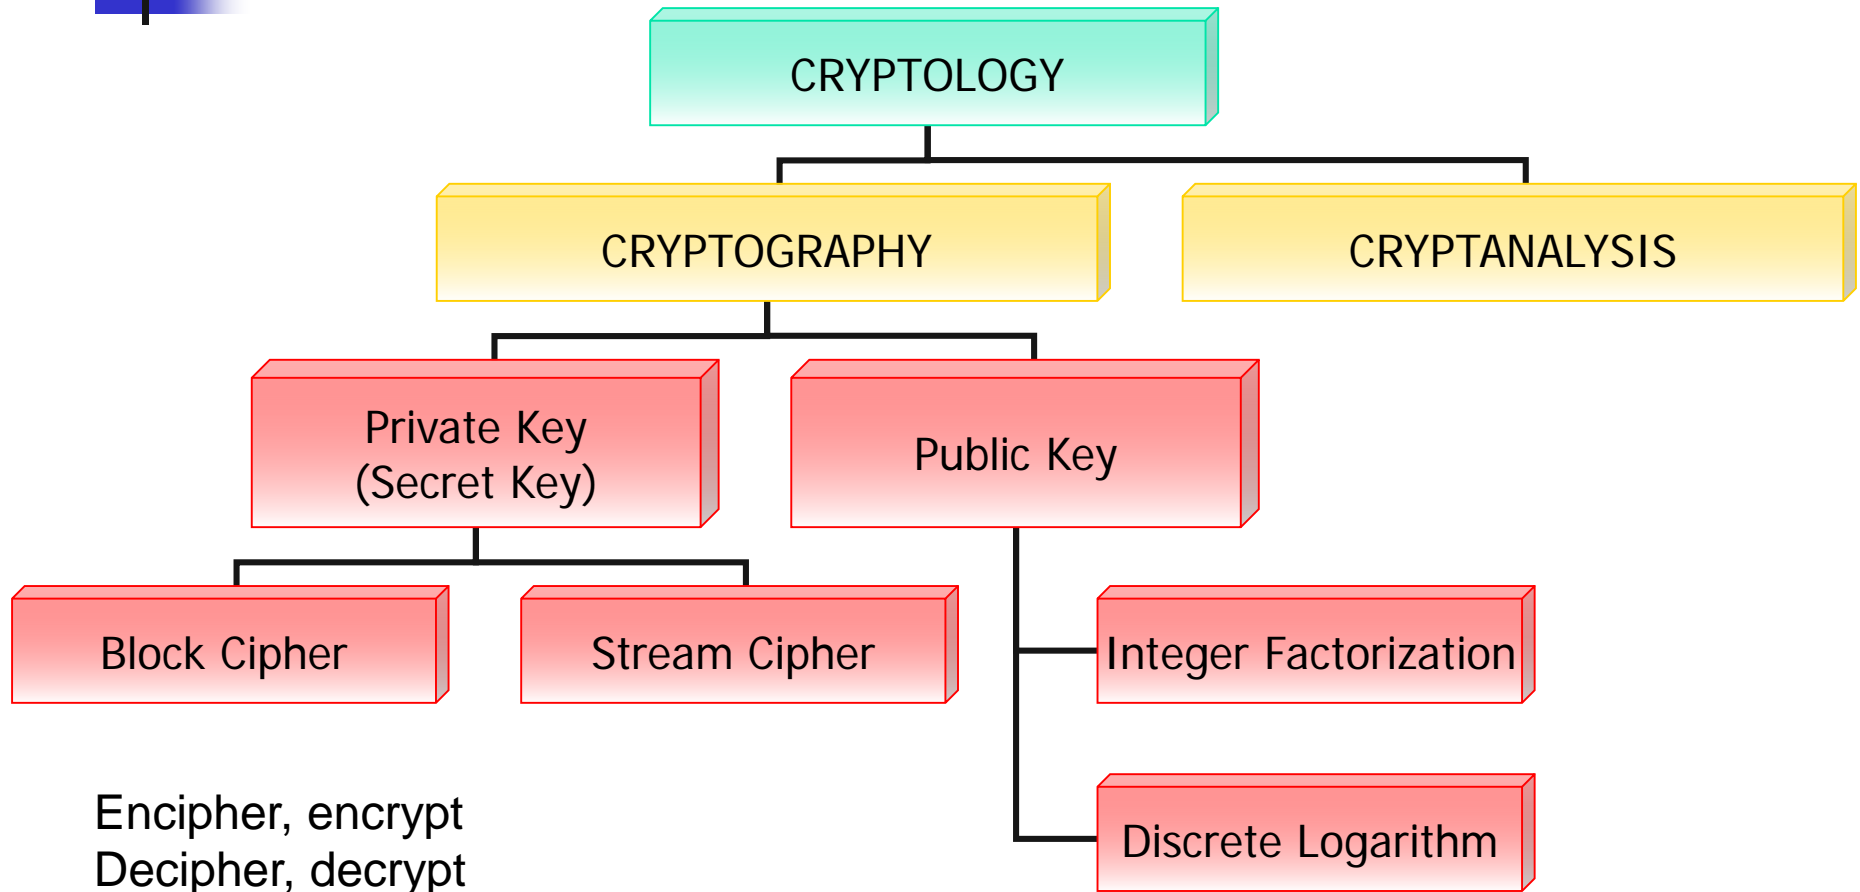 CRYPTOLOGY
CRYPTOGRAPHY
CRYPTANALYSIS
Private Key
(Secret Key)
Public Key
Block Cipher
Stream Cipher
Integer Factorization
Discrete Logarithm
Encipher, encrypt
Decipher, decrypt